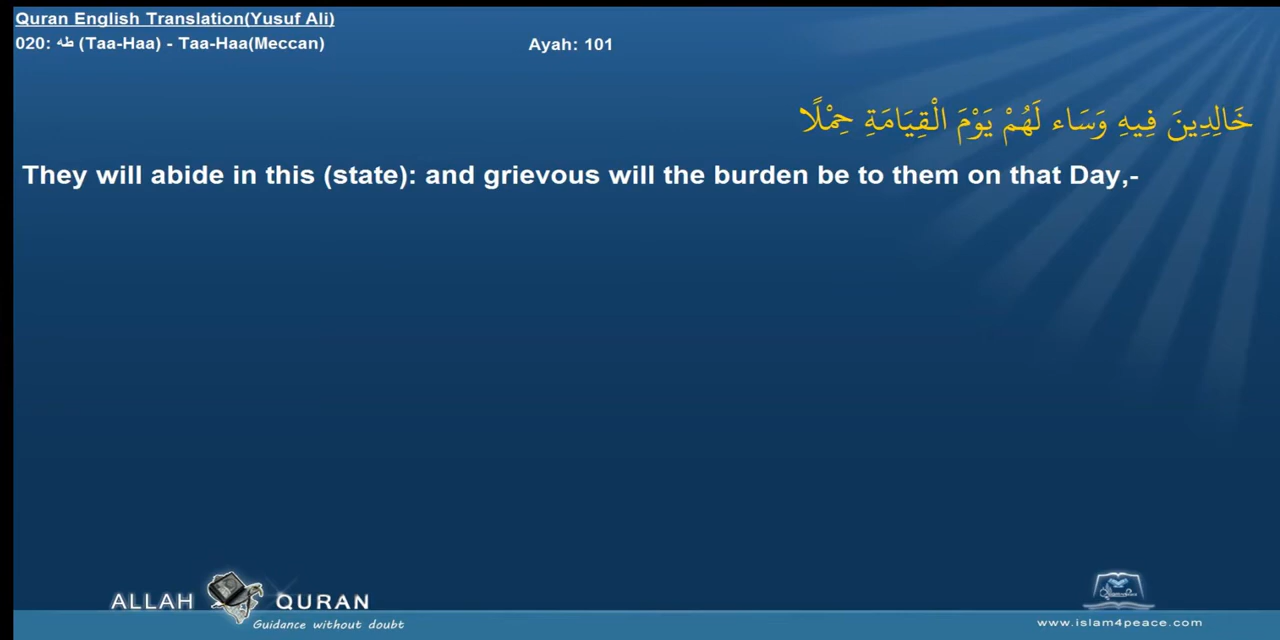 Quran English Translation(Yusuf Ali)
020: طه (Taa-Haa) - Taa-Haa(Meccan)
Ayah: 101
خَالِدِينَ فِيهِ وَسَاء لَهُمْ يَوْمَ الْقِيَامَةِ حِمْلًا
They will abide in this (state): and grievous will the burden be to them on that Day,-
ALLAH QURAN
Guidance without doubt
www.islam4peace.com